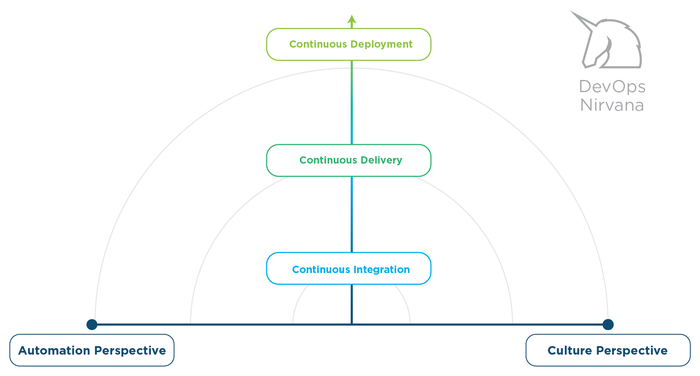 Continuous Deployment
DevOps
Nirvana
Continuous Delivery
Continuous Integration
Automation Perspective
Culture Perspective